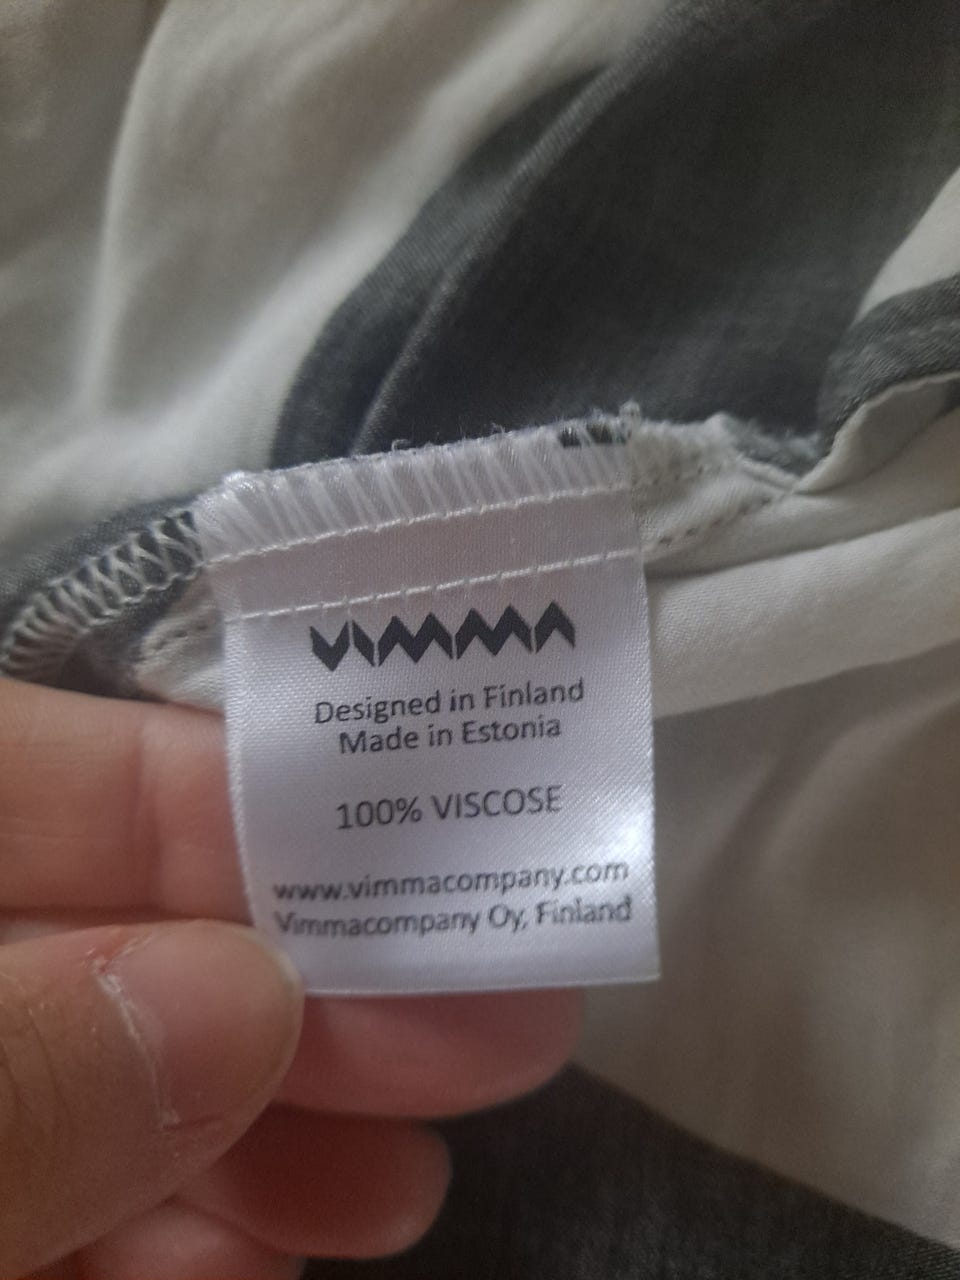 VIMMA
Designed in Finland
Made in Estonia
100% VISCOSE
www.vimmacompany.com
Vimmacompany Oy, Finland